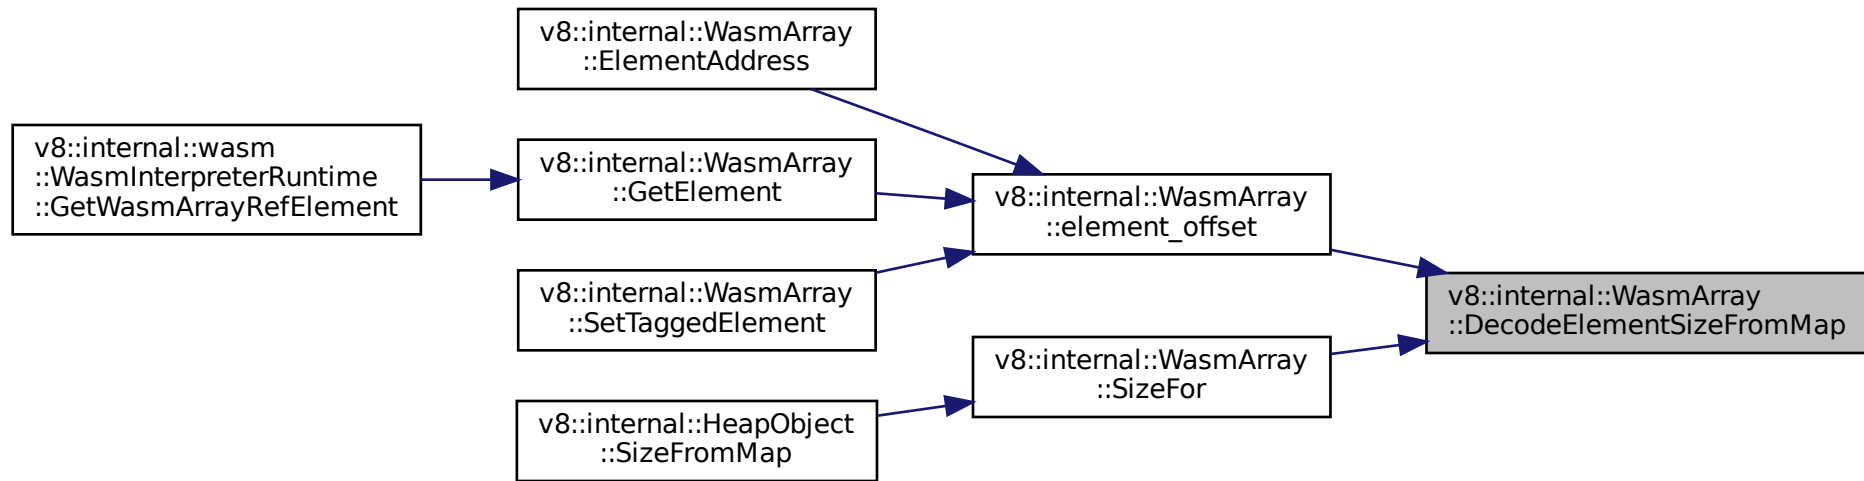 v8::internal::WasmArray
::ElementAddress
v8::internal::wasm
::WasmInterpreterRuntime
::GetWasmArrayRefElement
v8::internal::WasmArray
::GetElement
v8::internal::WasmArray
::element_offset
v8::internal::WasmArray
::SetTaggedElement
v8::internal::WasmArray
::DecodeElementSizeFromMap
v8::internal::WasmArray
::SizeFor
v8::internal::HeapObject
::SizeFromMap